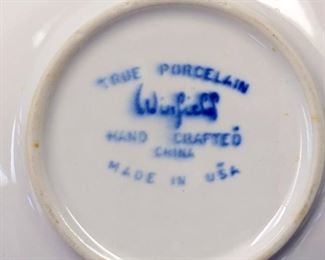 TRUE PORCELAIN
Winfield
HAND CRAFTED
CHINA
MADE IN USA